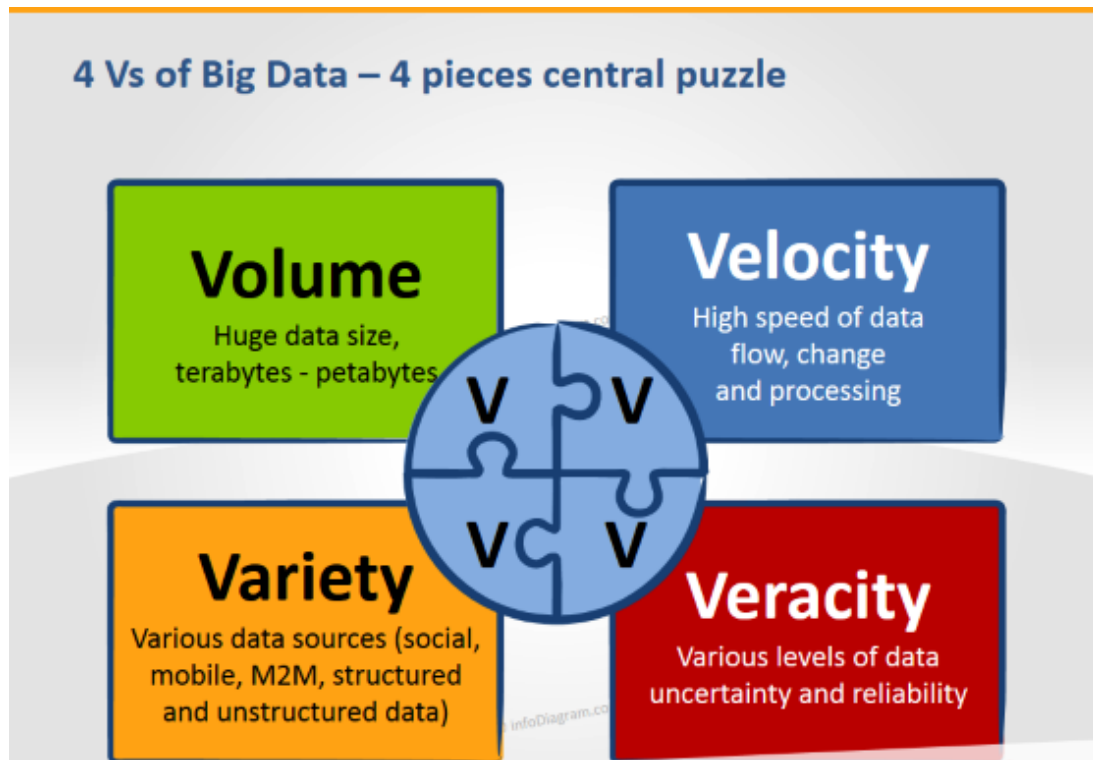 4 Vs of Big Data – 4 pieces central puzzle
Volume
Huge data size,
terabytes - petabytes
Velocity
High speed of data
flow, change
and processing
V V
V V
Variety
Various data sources (social,
mobile, M2M, structured
and unstructured data)
Veracity
Various levels of data
uncertainty and reliability
infoDiagram.co